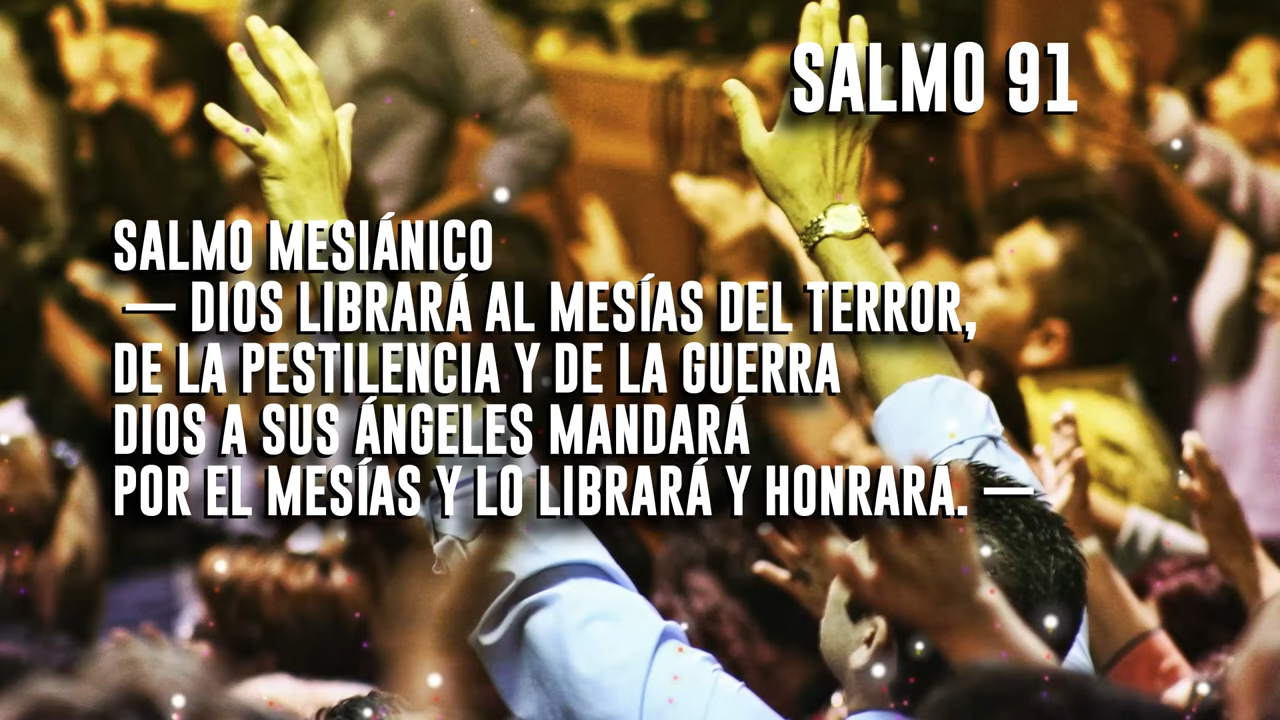 SALMO 91
SALMO MESIÁNICO
— DIOS LIBRARÁ AL MESÍAS DEL TERROR,
DE LA PESTILENCIA Y DE LA GUERRA
DIOS A SUS ÁNGELES MANDARÁ
POR EL MESÍAS Y LO LIBRARÁ Y HONRARÁ. —